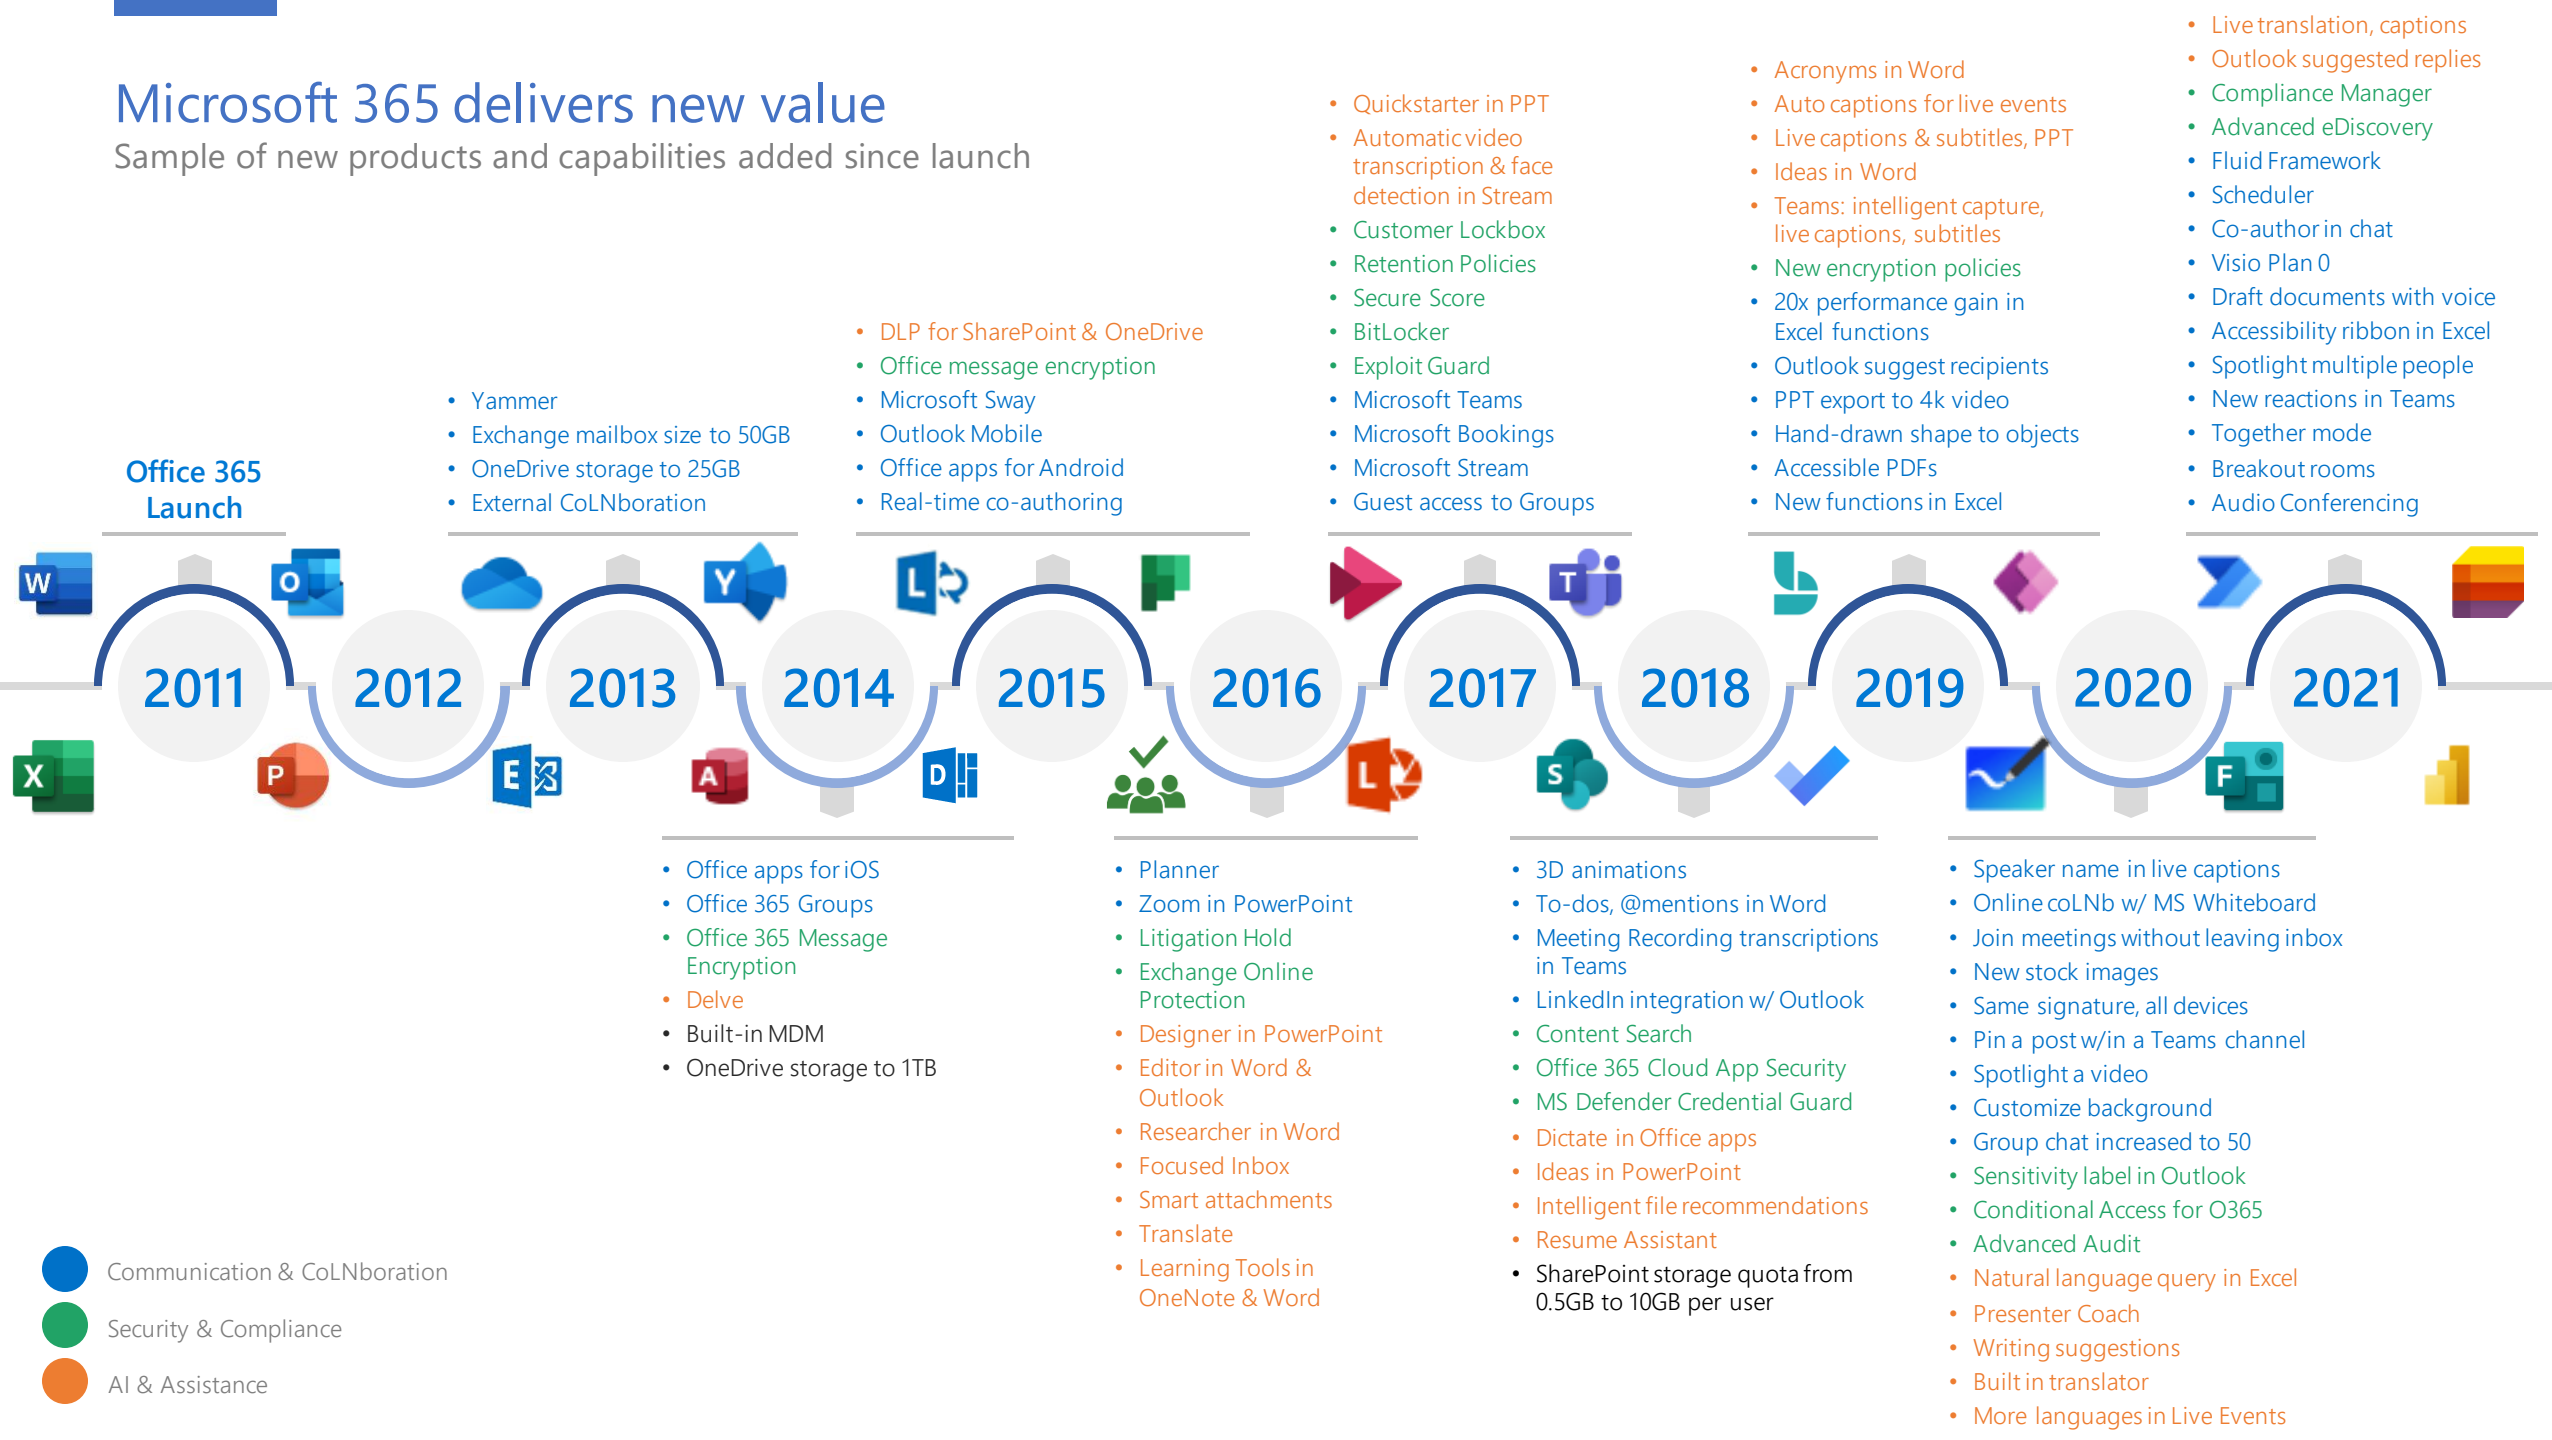 Microsoft 365 delivers new value
Sample of new products and capabilities added since launch
Office 365
Launch
• Yammer
• Exchange mailbox size to 50GB
• OneDrive storage to 25GB
• External CoLNboration
• DLP for SharePoint & OneDrive
• Office message encryption
• Microsoft Sway
• Outlook Mobile
• Office apps for Android
• Real-time co-authoring
• Quickstarter in PPT
• Automatic video
transcription & face
detection in Stream
• Customer Lockbox
• Retention Policies
• Secure Score
• BitLocker
• Exploit Guard
• Microsoft Teams
• Microsoft Bookings
• Microsoft Stream
• Guest access to Groups
• Acronyms in Word
• Auto captions for live events
• Live captions & subtitles, PPT
• Ideas in Word
• Teams: intelligent capture,
live captions, subtitles
• New encryption policies
• 20x performance gain in
Excel functions
• Outlook suggest recipients
• PPT export to 4k video
• Hand-drawn shape to objects
• Accessible PDFs
• New functions in Excel
• Live translation, captions
• Outlook suggested replies
• Compliance Manager
• Advanced eDiscovery
• Fluid Framework
• Scheduler
• Co-author in chat
• Visio Plan 0
• Draft documents with voice
• Accessibility ribbon in Excel
• Spotlight multiple people
• New reactions in Teams
• Together mode
• Breakout rooms
• Audio Conferencing
W
O
Y
L
T
2011
2012
2013
2014
2015
2016
2017
2018
2019
2020
2021
X
P
E
A
D
L
S
F
• Office apps for iOS
• Office 365 Groups
• Office 365 Message
Encryption
• Delve
• Built-in MDM
• OneDrive storage to 1TB
• Planner
• Zoom in PowerPoint
• Litigation Hold
• Exchange Online
Protection
• Designer in PowerPoint
• Editor in Word &
Outlook
• Researcher in Word
• Focused Inbox
• Smart attachments
• Translate
• Learning Tools in
OneNote & Word
• 3D animations
• To-dos, @mentions in Word
• Meeting Recording transcriptions
in Teams
• LinkedIn integration w/ Outlook
• Content Search
• Office 365 Cloud App Security
• MS Defender Credential Guard
• Dictate in Office apps
• Ideas in PowerPoint
• Intelligent file recommendations
• Resume Assistant
• SharePoint storage quota from
0.5GB to 10GB per user
• Speaker name in live captions
• Online coLNb w/ MS Whiteboard
• Join meetings without leaving inbox
• New stock images
• Same signature, all devices
• Pin a post w/in a Teams channel
• Spotlight a video
• Customize background
• Group chat increased to 50
• Sensitivity label in Outlook
• Conditional Access for O365
• Advanced Audit
• Natural language query in Excel
• Presenter Coach
• Writing suggestions
• Built in translator
• More languages in Live Events
Communication & CoLNboration
Security & Compliance
AI & Assistance